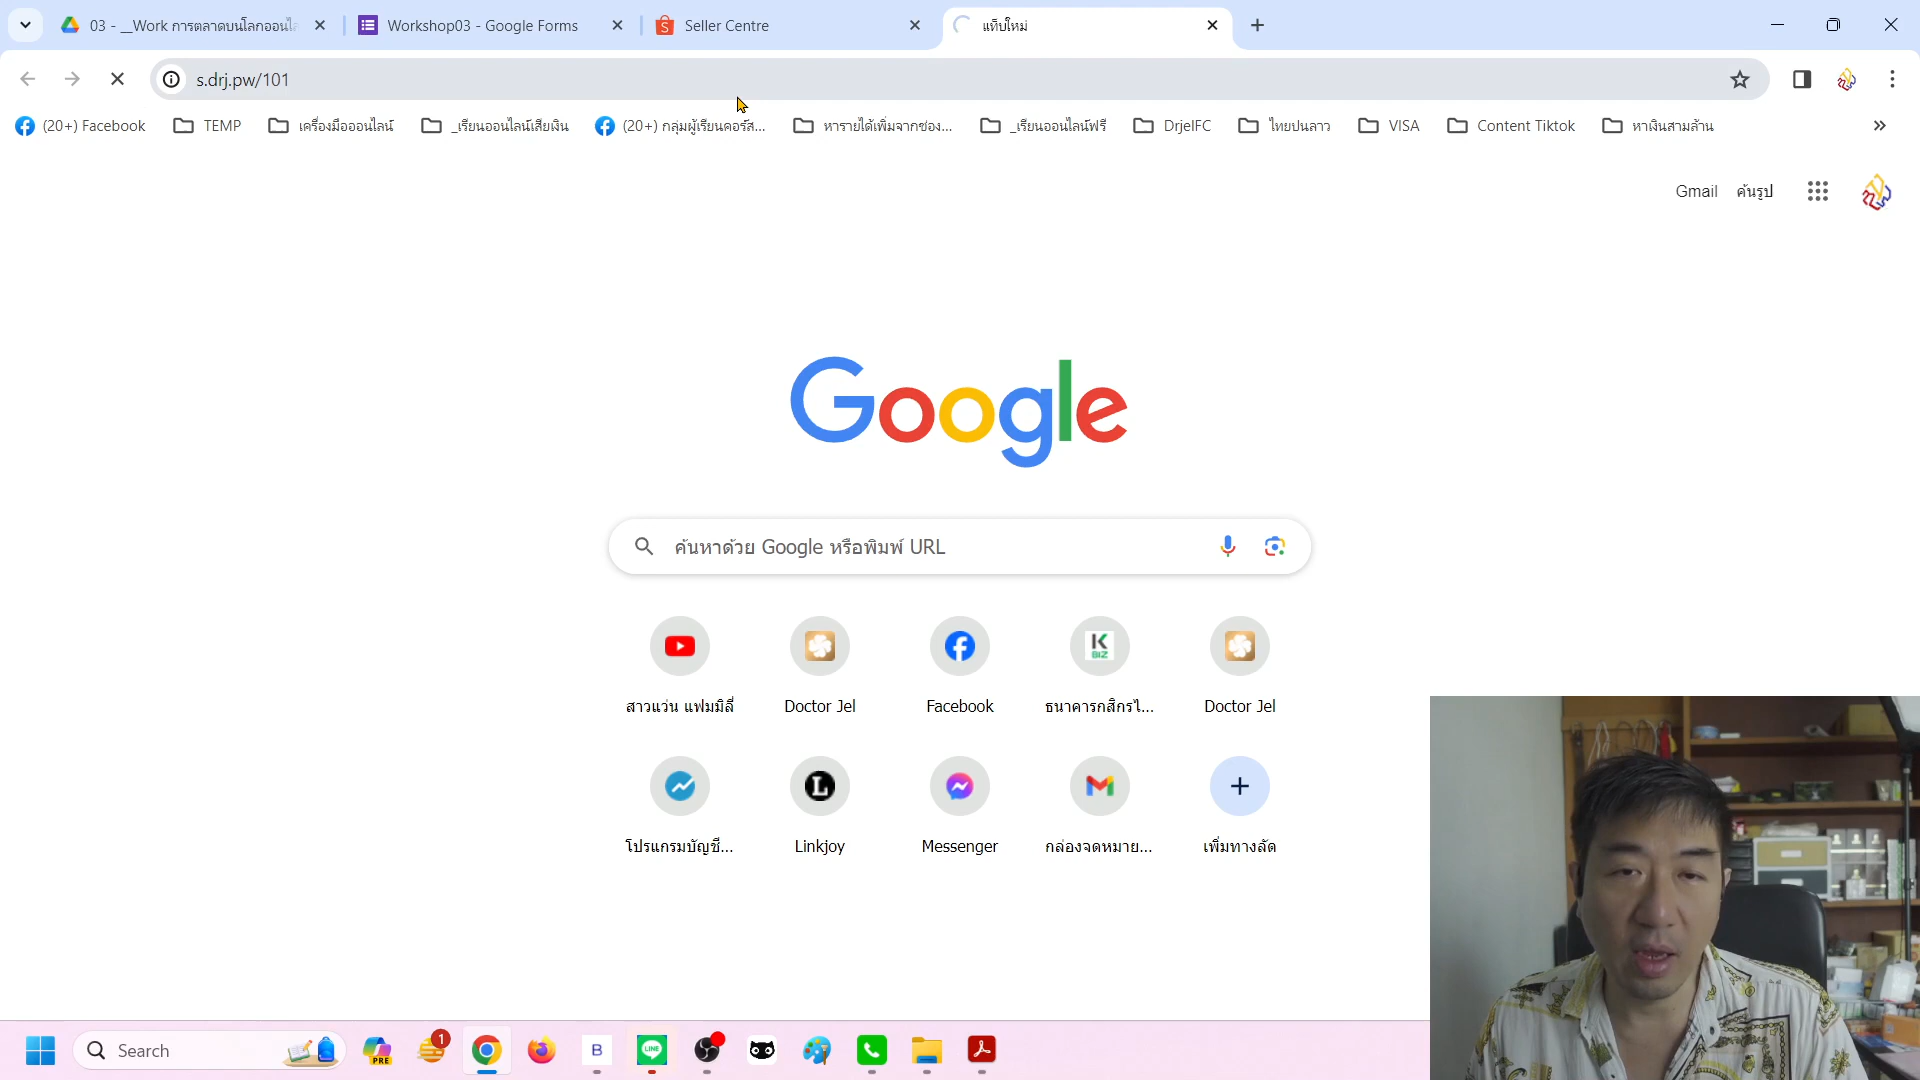 03 - __Work การตลาดบนโลกออนไล
Workshop03 - Google Forms
Seller Centre
แท็บใหม่
s.drj.pw/101
(20+) Facebook
TEMP
เครื่องมือออนไลน์
_เรียนออนไลน์เสียเงิน
(20+) กลุ่มผู้เรียนคอร์ส...
หารายได้เพิ่มจากช่อง...
_เรียนออนไลน์ฟรี
DrjelFC
ไทยปนลาว
VISA
Content Tiktok
หาเงินสามล้าน
Gmail
ค้นรูป
Google
ค้นหาด้วย Google หรือพิมพ์ URL
K
BIZ
สาวแว่น แฟมมิลี่
Doctor Jel
Facebook
ธนาคารกสิกรไ...
Doctor Jel
โปรแกรมบัญชี...
Linkjoy
Messenger
กล่องจดหมาย...
เพิ่มทางลัด
Search
PRE
1
B
LINE